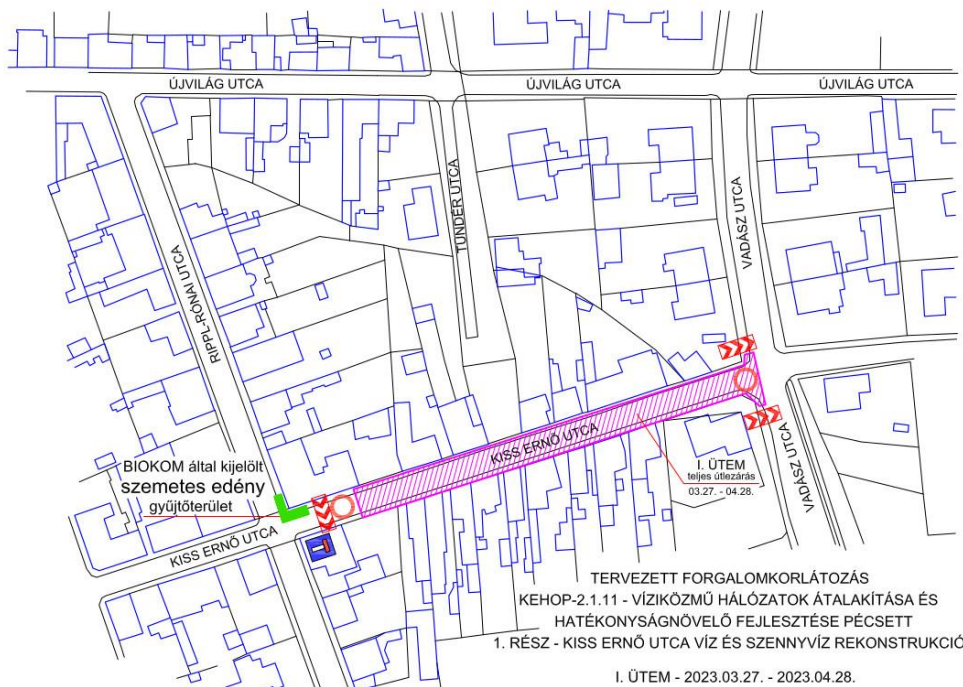 ÚJVILÁG UTCA
ÚJVILÁG UTCA
ÚJVILÁG UTCA
TÜNDÉR UTCA
VADÁSZ UTCA
RIPPL-RÓNAI UTCA
KISS ERNŐ UTCA
VADÁSZ UTCA
I. ÜTEM
teljes útlezárás
03.27. - 04.28.
BIOKOM által kijelölt
szemetes edény
gyűjtőterület
KISS ERNŐ UTCA
TERVEZETT FORGALOMKORLÁTOZÁS
KEHOP-2.1.11 - VÍZIKÖZMŰ HÁLÓZATOK ÁTALAKÍTÁSA ÉS
HATÉKONYSÁGNÖVELŐ FEJLESZTÉSE PÉCSETT
1. RÉSZ - KISS ERNŐ UTCA VÍZ ÉS SZENNYVÍZ REKONSTRUKCIÓ
I. ÜTEM - 2023.03.27. - 2023.04.28.